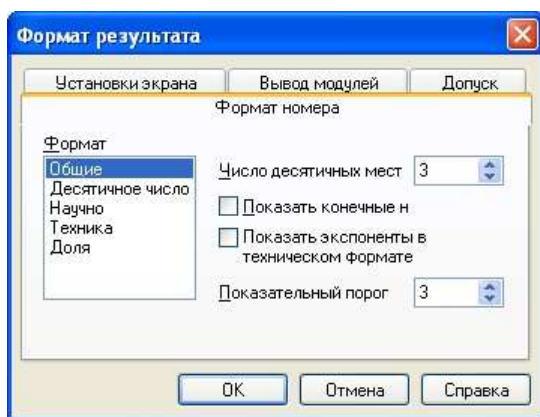 Формат результата
Установки экрана Вывод модулей Допуск
Формат номера
Формат
Общие
Десятичное число
Научно
Техника
Доля
Число десятичных мест 3
Показать конечные н
Показать экспоненты в
техническом формате
Показательный порог 3
OK Отмена Справка